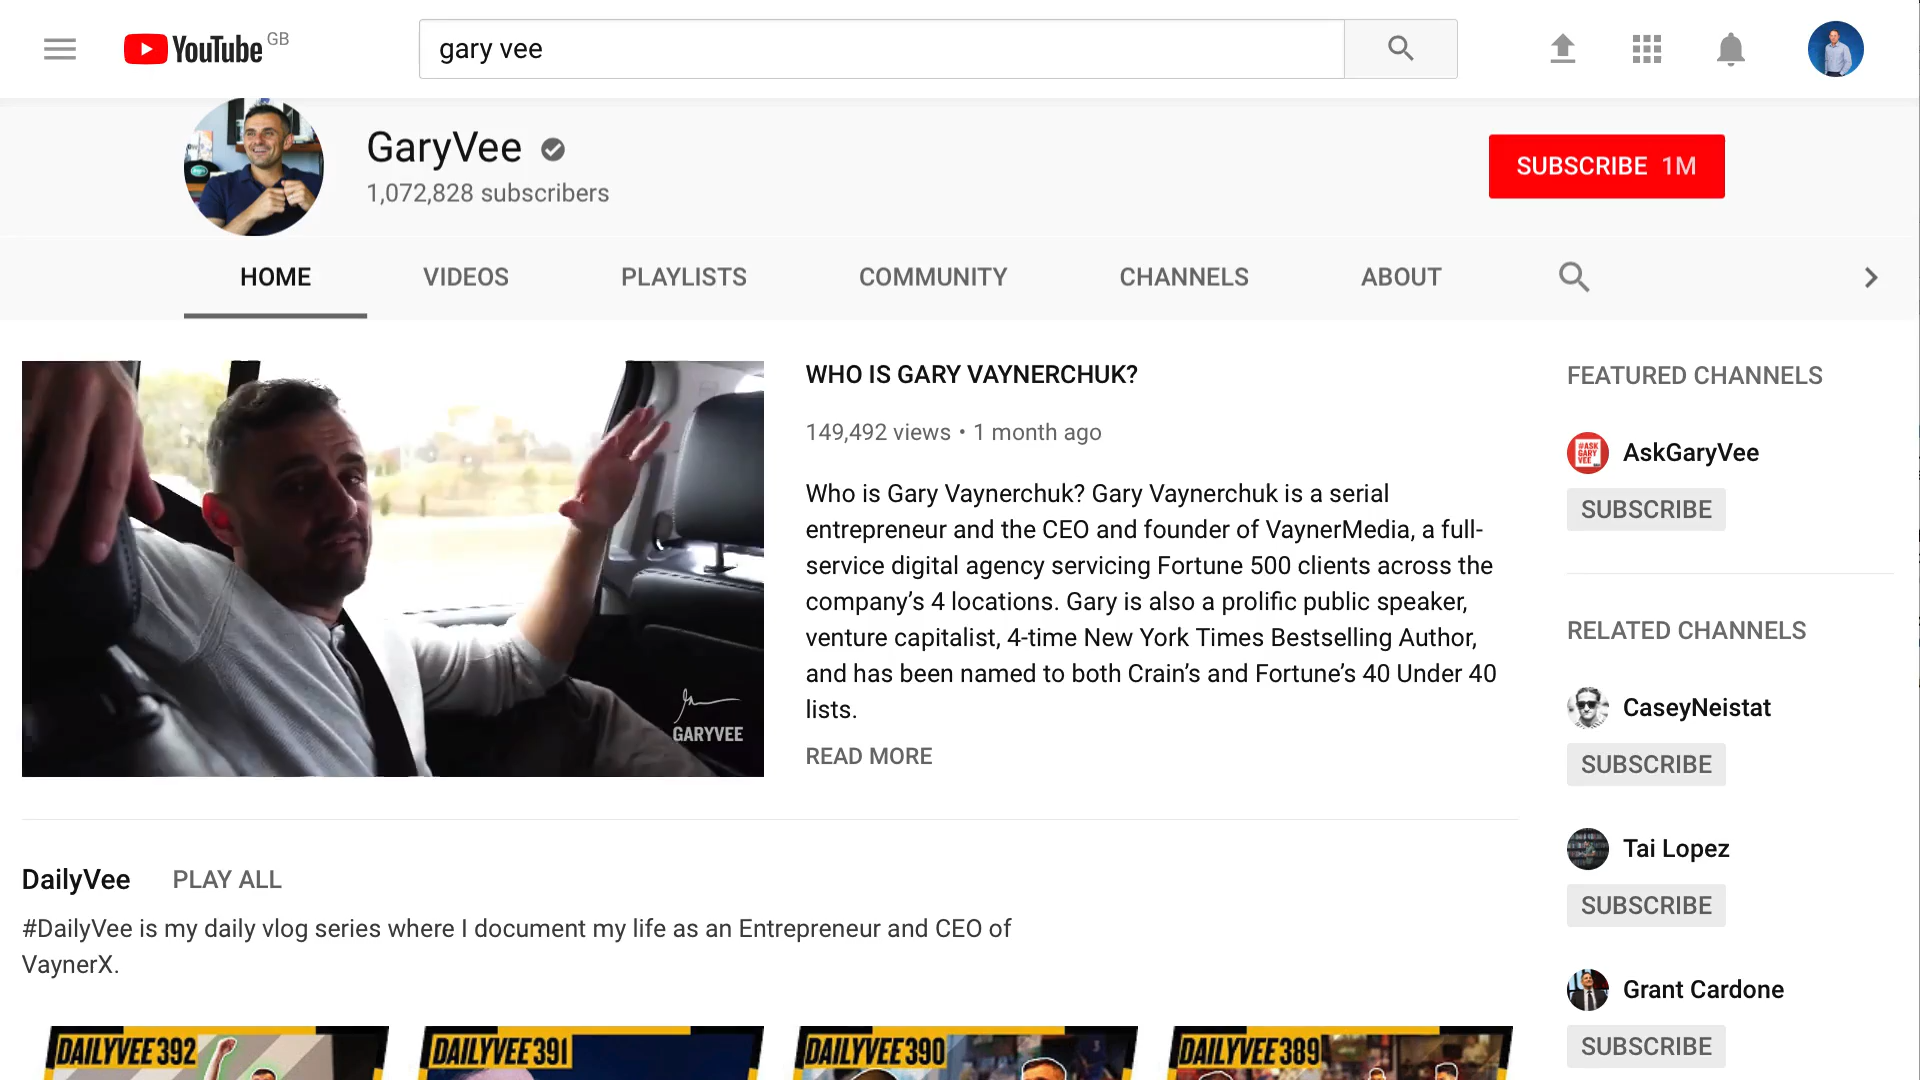 YouTube GB
gary vee
GaryVee
1,072,828 subscribers
SUBSCRIBE 1M
HOME
VIDEOS
PLAYLISTS
COMMUNITY
CHANNELS
ABOUT
WHO IS GARY VAYNERCHUK?
149,492 views • 1 month ago
Who is Gary Vaynerchuk? Gary Vaynerchuk is a serial
entrepreneur and the CEO and founder of VaynerMedia, a full-
service digital agency servicing Fortune 500 clients across the
company’s 4 locations. Gary is also a prolific public speaker,
venture capitalist, 4-time New York Times Bestselling Author,
and has been named to both Crain’s and Fortune’s 40 Under 40
lists.
READ MORE
GARYVEE
FEATURED CHANNELS
#ASK
GARY
VEE
AskGaryVee
SUBSCRIBE
RELATED CHANNELS
CaseyNeistat
SUBSCRIBE
Tai Lopez
SUBSCRIBE
Grant Cardone
SUBSCRIBE
DailyVee
PLAY ALL
#DailyVee is my daily vlog series where I document my life as an Entrepreneur and CEO of
VaynerX.
DAILYVEE 392
DAILYVEE 391
DAILYVEE 390
DAILYVEE 389